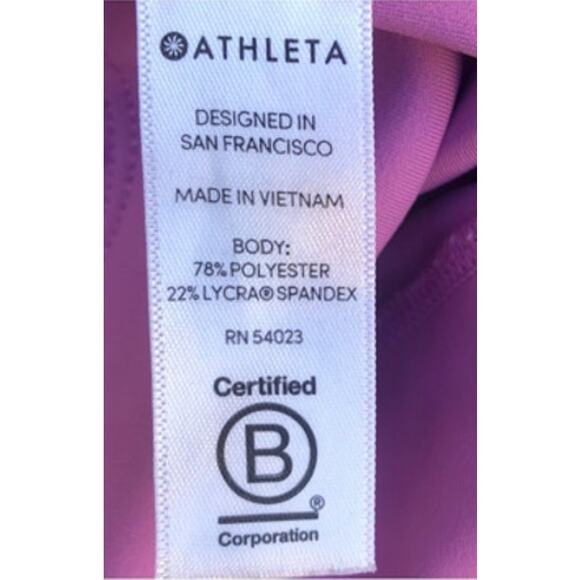 ATHLETA
DESIGNED IN
SAN FRANCISCO
MADE IN VIETNAM
BODY:
78% POLYESTER
22% LYCRA® SPANDEX
RN 54023
Certified
B
®
Corporation